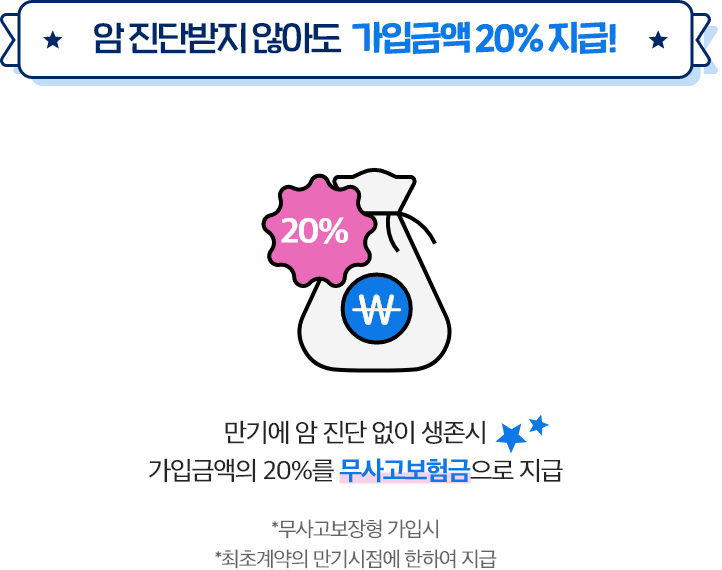 암 진단받지 않아도 가입금액 20% 지급!
20%
₩
만기에 암 진단 없이 생존시
가입금액의 20%를 무사고보험금으로 지급
*무사고보장형 가입시
*최초계약의 만기시점에 한하여 지급